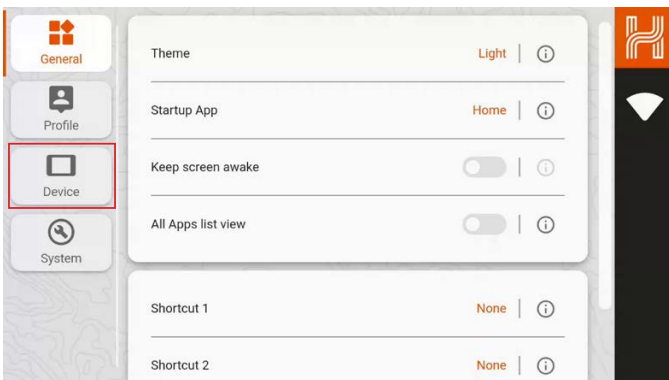 General
Profile
Device
System
Theme Light
Startup App Home
Keep screen awake
All Apps list view
Shortcut 1 None
Shortcut 2 None